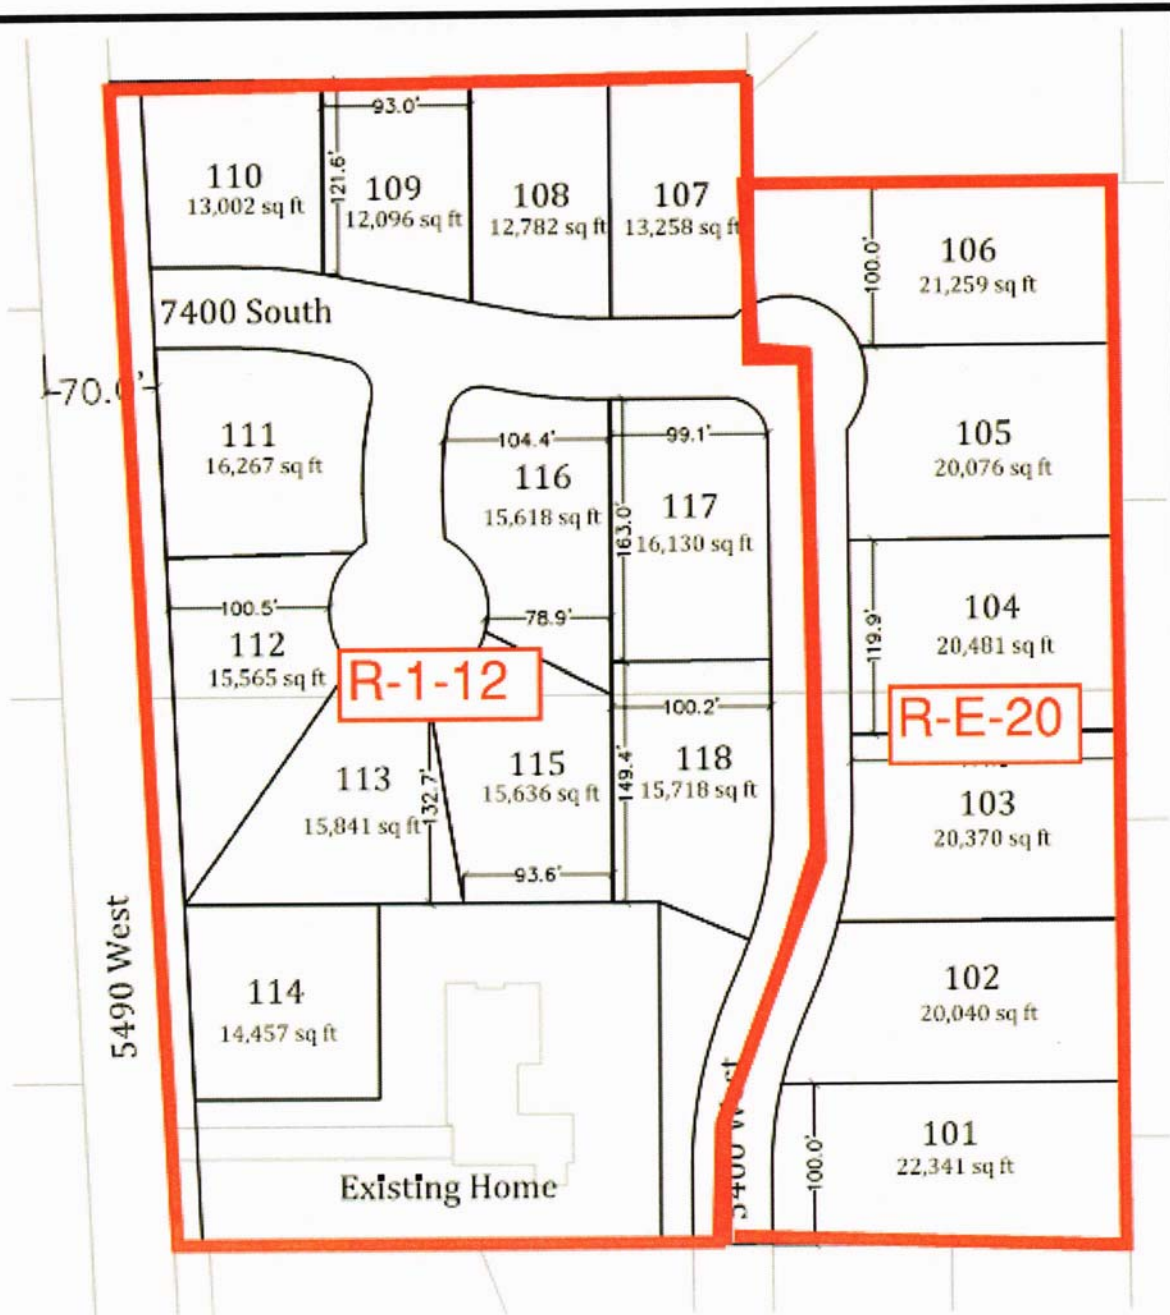 93.0'
110
13,002 sq ft
121.6'
109
12,096 sq ft
108
12,782 sq ft
107
13,258 sq ft
100.0'
106
21,259 sq ft
7400 South
111
16,267 sq ft
104.4'
116
15,618 sq ft
99.1'
163.0'
117
16,130 sq ft
105
20,076 sq ft
100.5'
112
15,565 sq ft
78.9'
R-1-12
119.9'
104
20,481 sq ft
R-E-20
113
15,841 sq ft
132.7'
115
15,636 sq ft
93.6'
100.2'
149.4'
118
15,718 sq ft
103
20,370 sq ft
5490 West
114
14,457 sq ft
102
20,040 sq ft
Existing Home
100.0'
101
22,341 sq ft